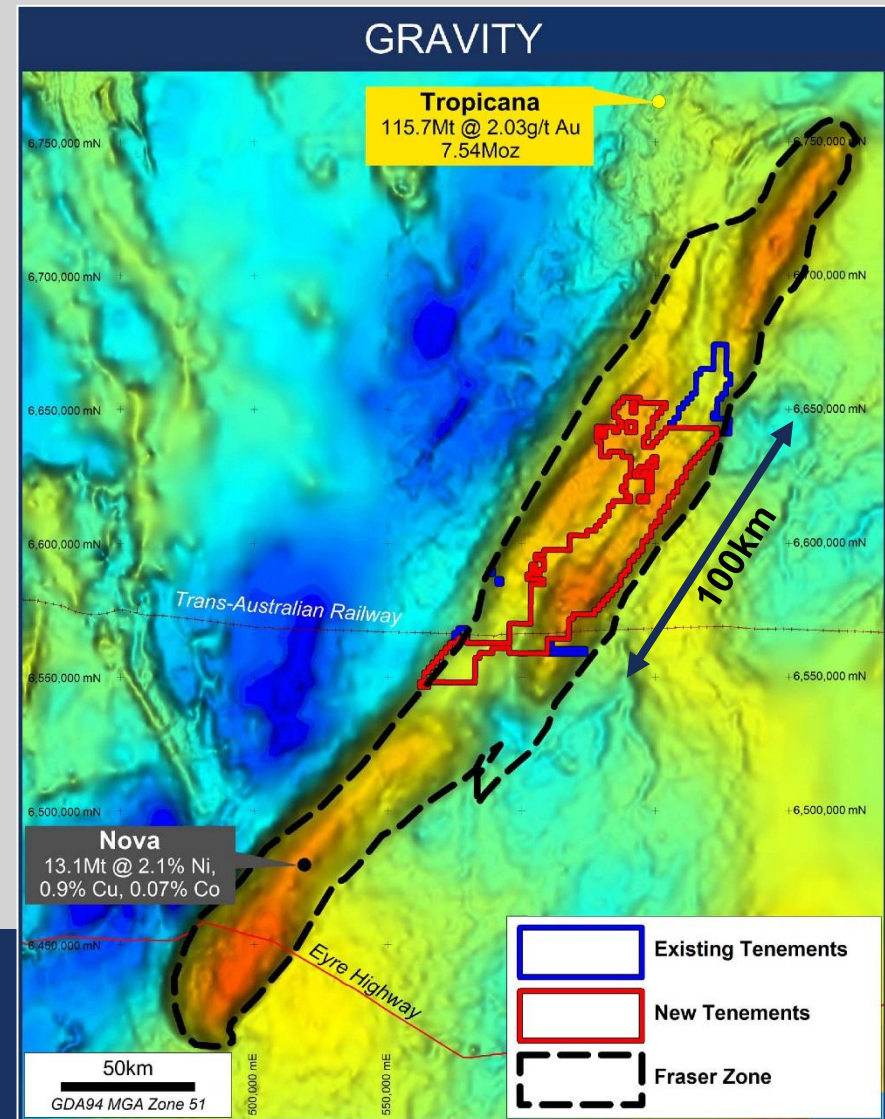 GRAVITY
Tropicana
115.7Mt @ 2.03g/t Au
7.54Moz
6,750,000 mN
6,750,000 mN
6,700,000 mN
6,700,000 mN
6,650,000 mN
6,650,000 mN
6,600,000 mN
6,600,000 mN
100km
Trans-Australian Railway
6,550,000 mN
6,550,000 mN
6,500,000 mN
6,500,000 mN
Nova
13.1Mt @ 2.1% Ni,
0.9% Cu, 0.07% Co
6,450,000 mN
Eyre Highway
Existing Tenements
New Tenements
Fraser Zone
50km
GDA94 MGA Zone 51
500,000 mE
550,